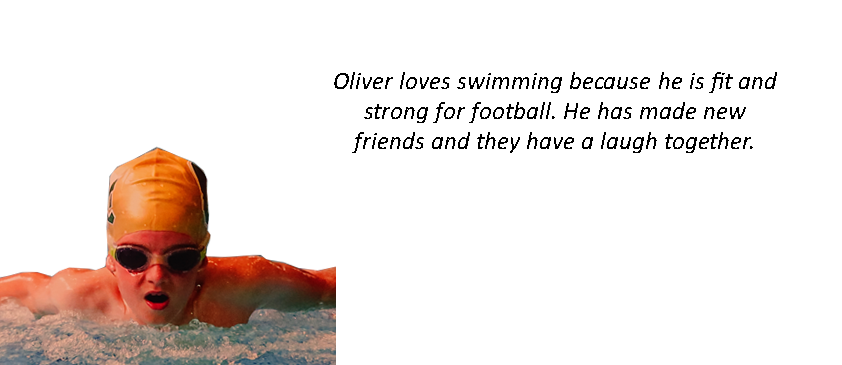 Oliver loves swimming because he is fit and
strong for football. He has made new
friends and they have a laugh together.